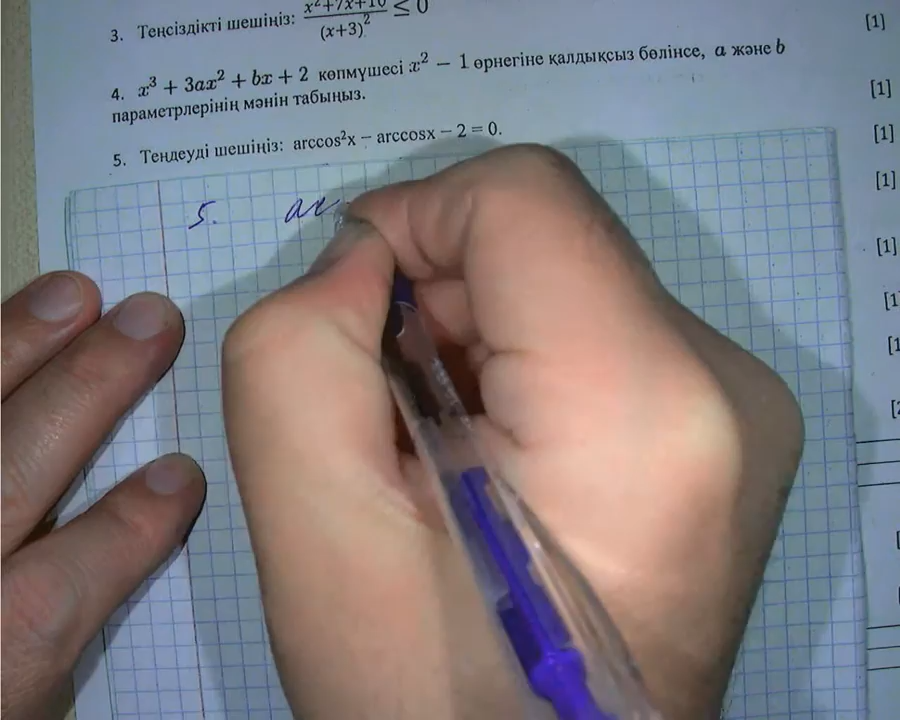 3. Теңсіздікті шешіңіз: \frac{x²+7x+10}{(x+3)²} ≤ 0 [1]
4. x³ + 3ax² + bx + 2 көпмүшесі x² − 1 өрнегіне қалдықсыз бөлінсе, a және b
параметрлерінің мәнін табыңыз. [1]
5. Теңдеуді шешіңіз: arccos²x − arccosx − 2 = 0. [1]
[1]
5.
[1]